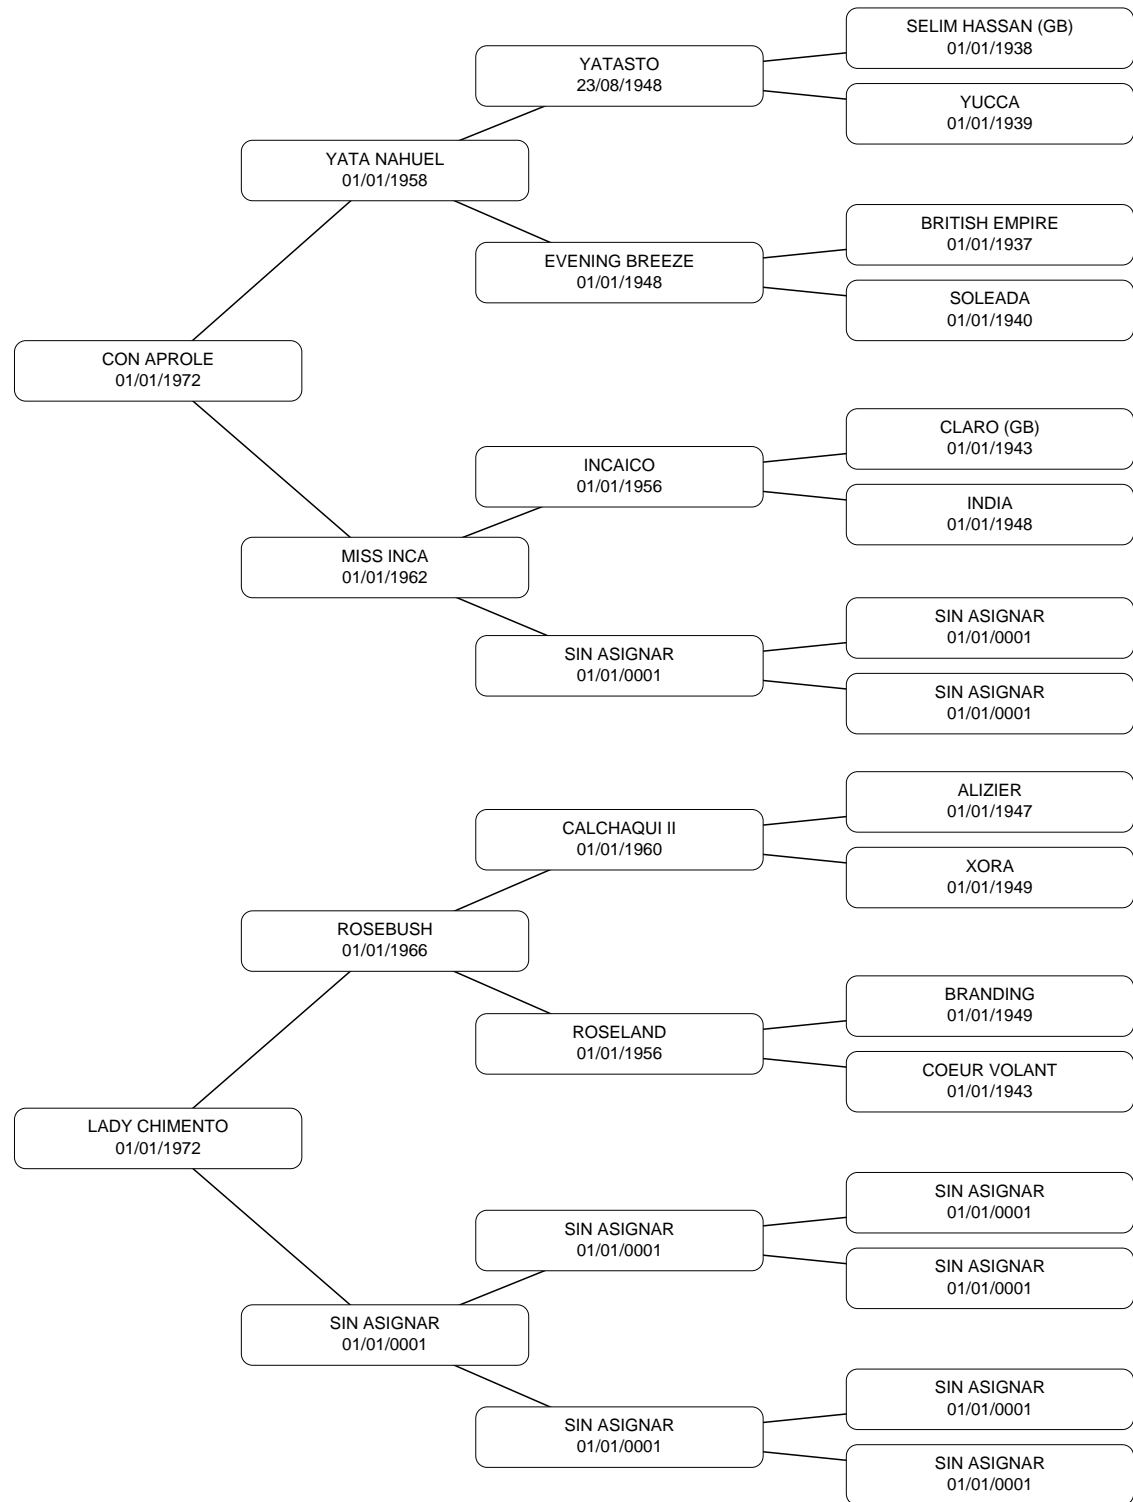 SELIM HASSAN (GB)
01/01/1938
YATASTO
23/08/1948
YUCCA
01/01/1939
YATA NAHUEL
01/01/1958
BRITISH EMPIRE
01/01/1937
EVENING BREEZE
01/01/1948
SOLEADA
01/01/1940
CON APROLE
01/01/1972
CLARO (GB)
01/01/1943
INCAICO
01/01/1956
INDIA
01/01/1948
MISS INCA
01/01/1962
SIN ASIGNAR
01/01/0001
SIN ASIGNAR
01/01/0001
SIN ASIGNAR
01/01/0001
ALIZIER
01/01/1947
CALCHAQUI II
01/01/1960
XORA
01/01/1949
ROSEBUSH
01/01/1966
BRANDING
01/01/1949
ROSELAND
01/01/1956
COEUR VOLANT
01/01/1943
LADY CHIMENTO
01/01/1972
SIN ASIGNAR
01/01/0001
SIN ASIGNAR
01/01/0001
SIN ASIGNAR
01/01/0001
SIN ASIGNAR
01/01/0001
SIN ASIGNAR
01/01/0001
SIN ASIGNAR
01/01/0001
SIN ASIGNAR
01/01/0001